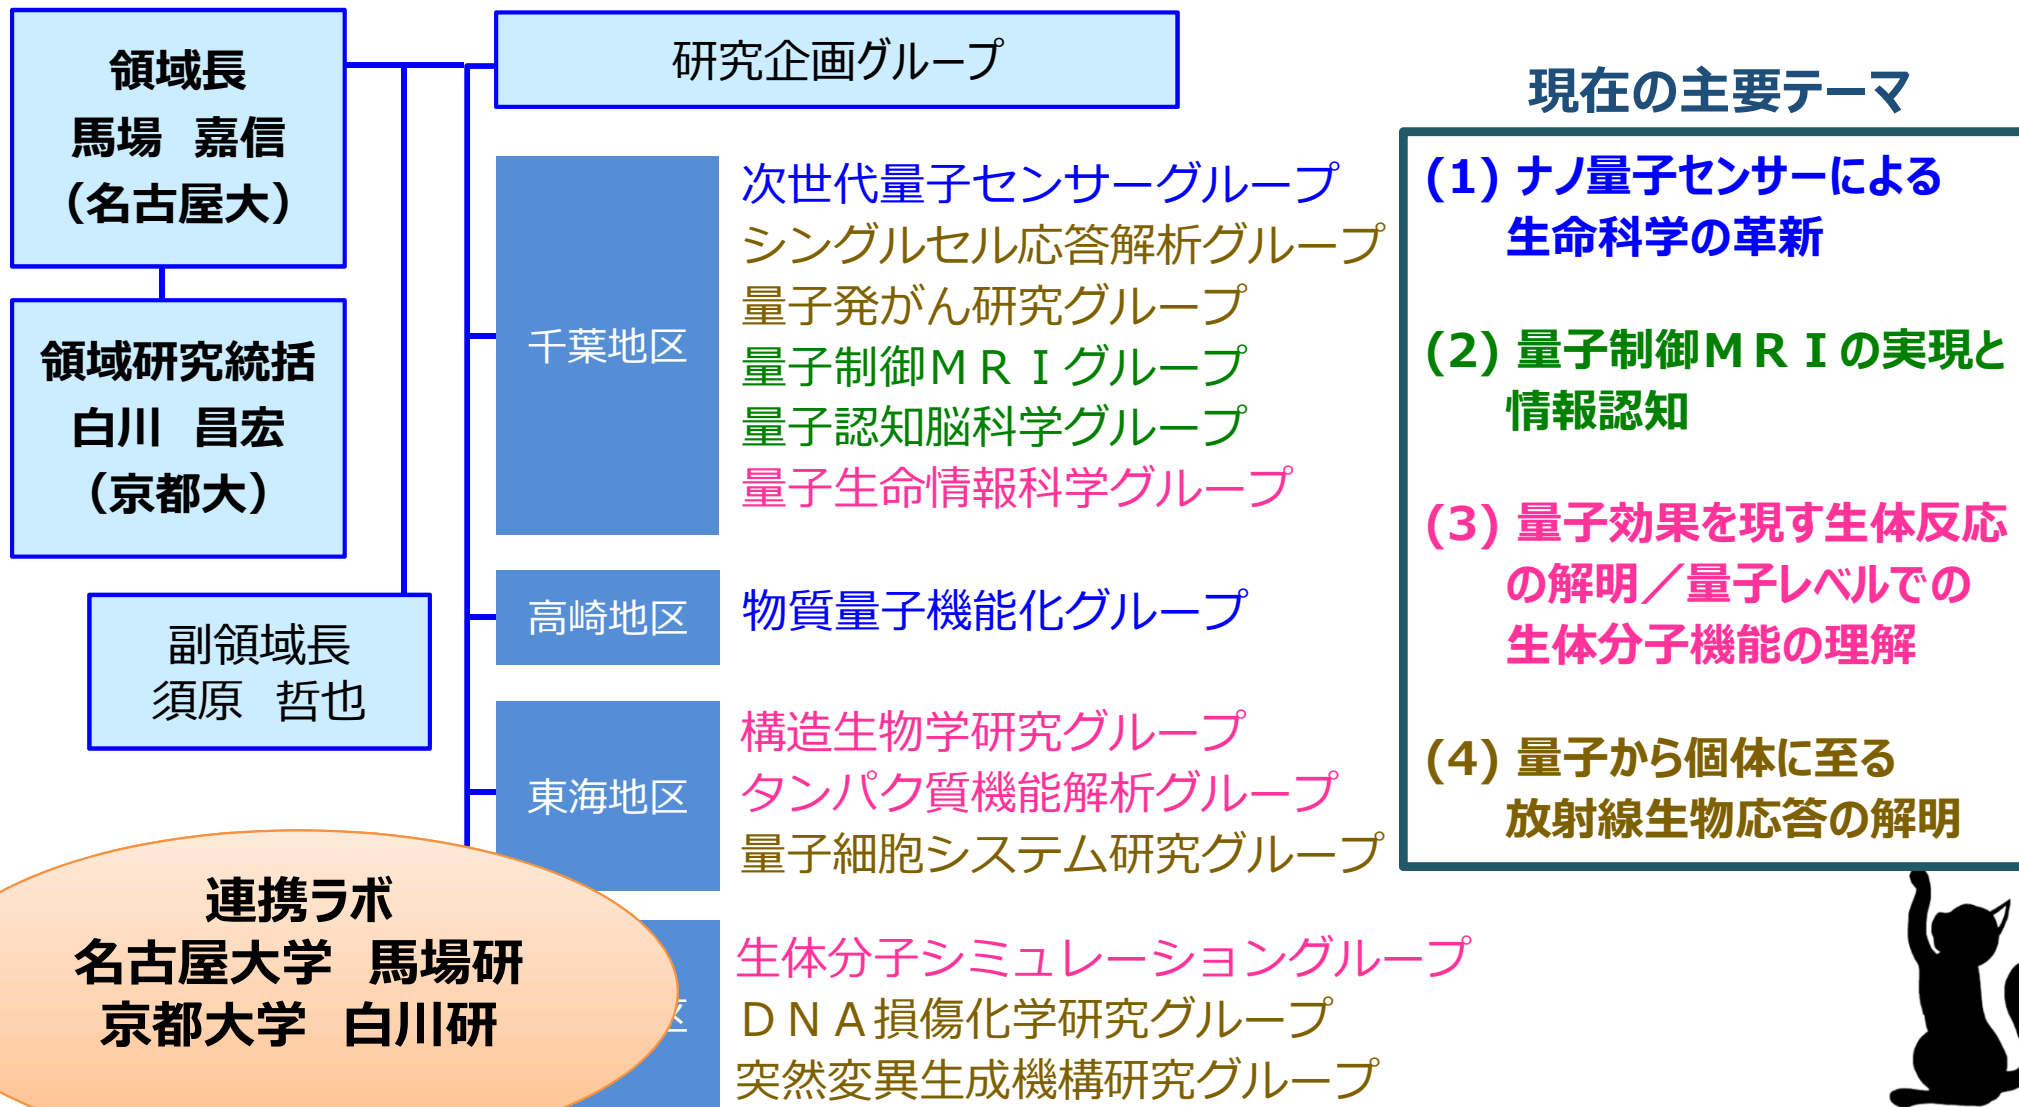 領域長
馬場　嘉信
（名古屋大）
領域研究統括
白川　昌宏
（京都大）
副領域長
須原　哲也
研究企画グループ
千葉地区
次世代量子センサーグループ
シングルセル応答解析グループ
量子発がん研究グループ
量子制御ＭＲＩグループ
量子認知脳科学グループ
量子生命情報科学グループ
高崎地区
物質量子機能化グループ
東海地区
構造生物学研究グループ
タンパク質機能解析グループ
量子細胞システム研究グループ
生体分子シミュレーショングループ
ＤＮＡ損傷化学研究グループ
突然変異生成機構研究グループ
連携ラボ
名古屋大学　馬場研
京都大学　白川研
現在の主要テーマ
(1) ナノ量子センサーによる
生命科学の革新
(2) 量子制御ＭＲＩの実現と
情報認知
(3) 量子効果を現す生体反応
の解明／量子レベルでの
生体分子機能の理解
(4) 量子から個体に至る
放射線生物応答の解明